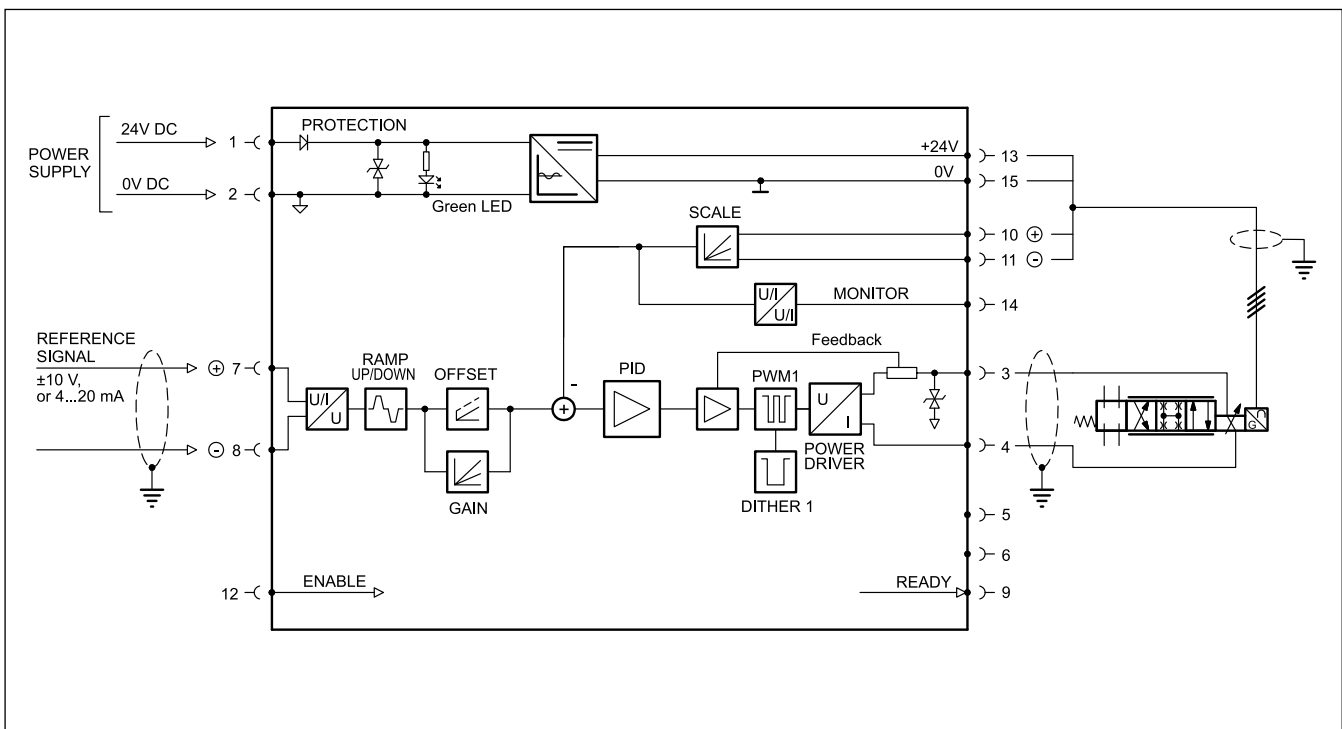 POWER
SUPPLY
24V DC
0V DC
1
2
PROTECTION
Green LED
+24V
0V
13
15
SCALE
10 +
11 -
U/I
U/I
MONITOR
14
REFERENCE
SIGNAL
±10 V,
or 4...20 mA
+ 7
- 8
U/I
U
RAMP
UP/DOWN
OFFSET
GAIN
-
+
PID
Feedback
PWM1
DITHER 1
U
I
POWER
DRIVER
3
4
5
6
G
12
ENABLE
READY
9